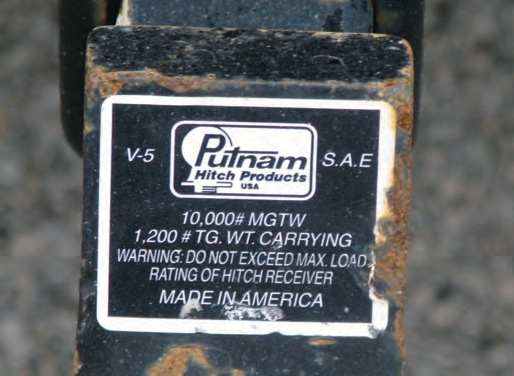 V-5
Putnam
Hitch Products
USA
S.A.E
10,000# MGTW
1,200 # TG. WT. CARRYING
WARNING: DO NOT EXCEED MAX. LOAD
RATING OF HITCH RECEIVER
MADE IN AMERICA